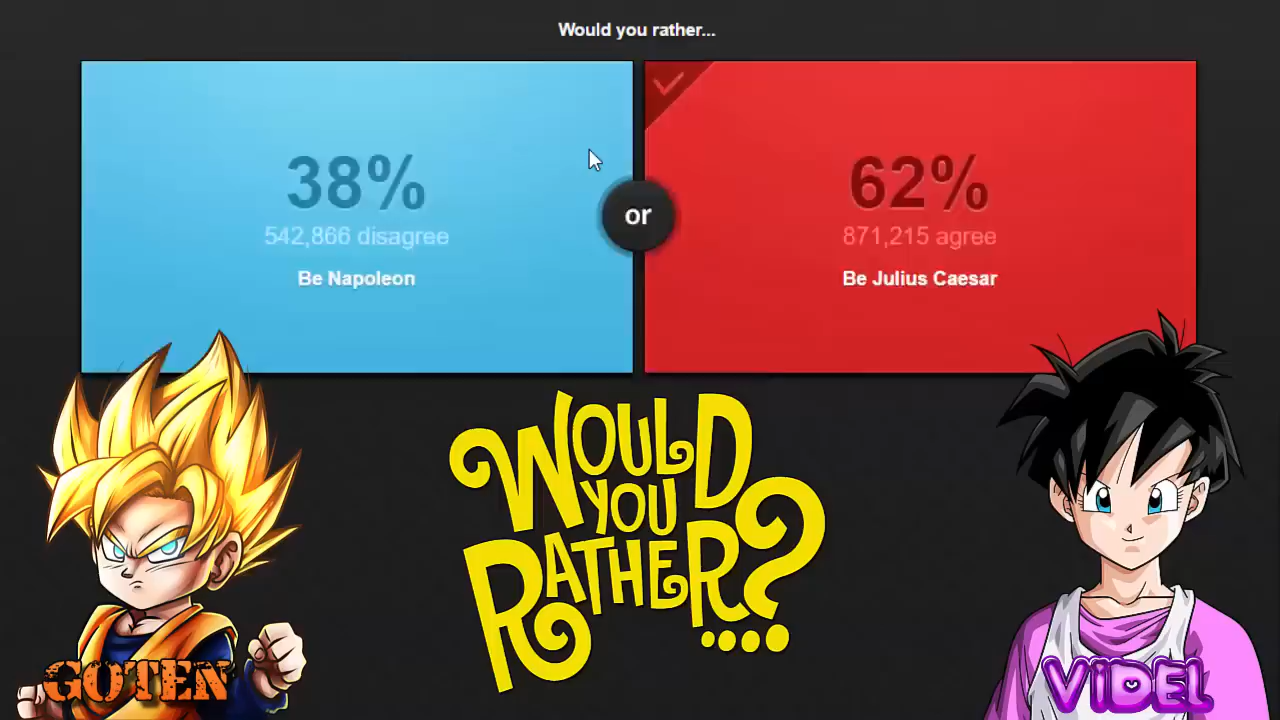 Would you rather...
38%
542,866 disagree
Be Napoleon
or
62%
871,215 agree
Be Julius Caesar
WOULD
YOU
RATHER...?
GOTEN
ViDEL